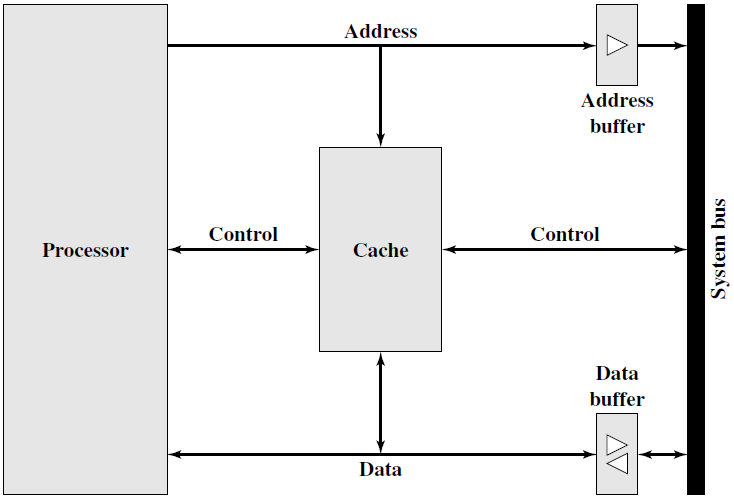 Address
Address
buffer
Processor
Control
Cache
Control
System bus
Data
buffer
Data